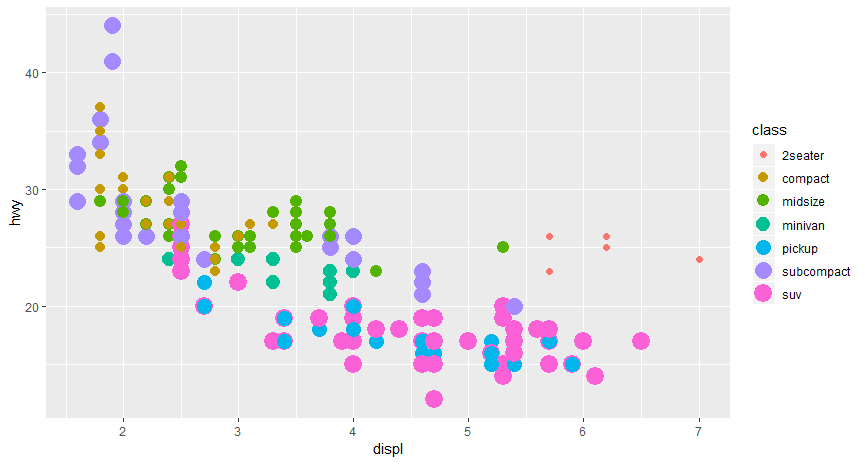 hwy
40
30
20
2 3 4 5 6 7
displ
class
2seater
compact
midsize
minivan
pickup
subcompact
suv